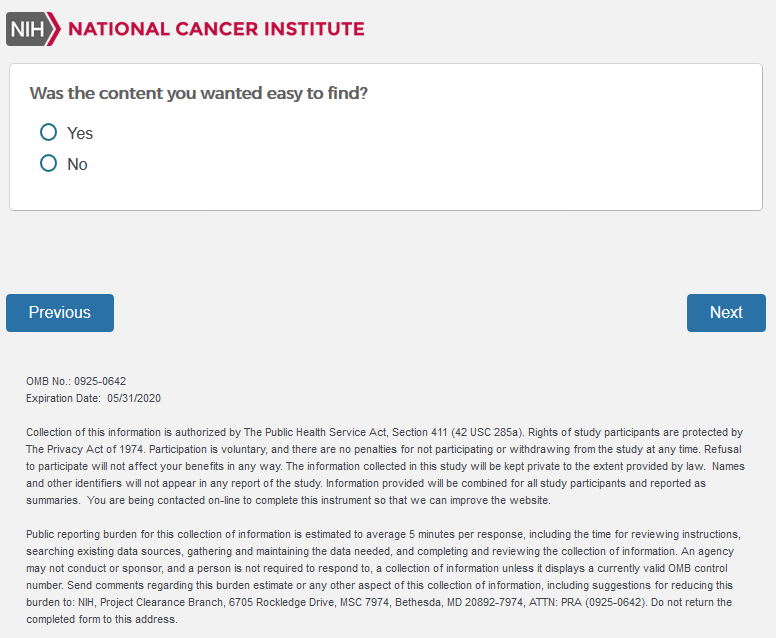 NIH NATIONAL CANCER INSTITUTE
Was the content you wanted easy to find?
Yes
No
Previous
Next
OMB No.: 0925-0642
Expiration Date:  05/31/2020
Collection of this information is authorized by The Public Health Service Act, Section 411 (42 USC 285a). Rights of study participants are protected by
The Privacy Act of 1974. Participation is voluntary, and there are no penalties for not participating or withdrawing from the study at any time. Refusal
to participate will not affect your benefits in any way. The information collected in this study will be kept private to the extent provided by law.  Names
and other identifiers will not appear in any report of the study. Information provided will be combined for all study participants and reported as
summaries.  You are being contacted on-line to complete this instrument so that we can improve the website.
Public reporting burden for this collection of information is estimated to average 5 minutes per response, including the time for reviewing instructions,
searching existing data sources, gathering and maintaining the data needed, and completing and reviewing the collection of information. An agency
may not conduct or sponsor, and a person is not required to respond to, a collection of information unless it displays a currently valid OMB control
number. Send comments regarding this burden estimate or any other aspect of this collection of information, including suggestions for reducing this
burden to: NIH, Project Clearance Branch, 6705 Rockledge Drive, MSC 7974, Bethesda, MD 20892-7974, ATTN: PRA (0925-0642). Do not return the
completed form to this address.